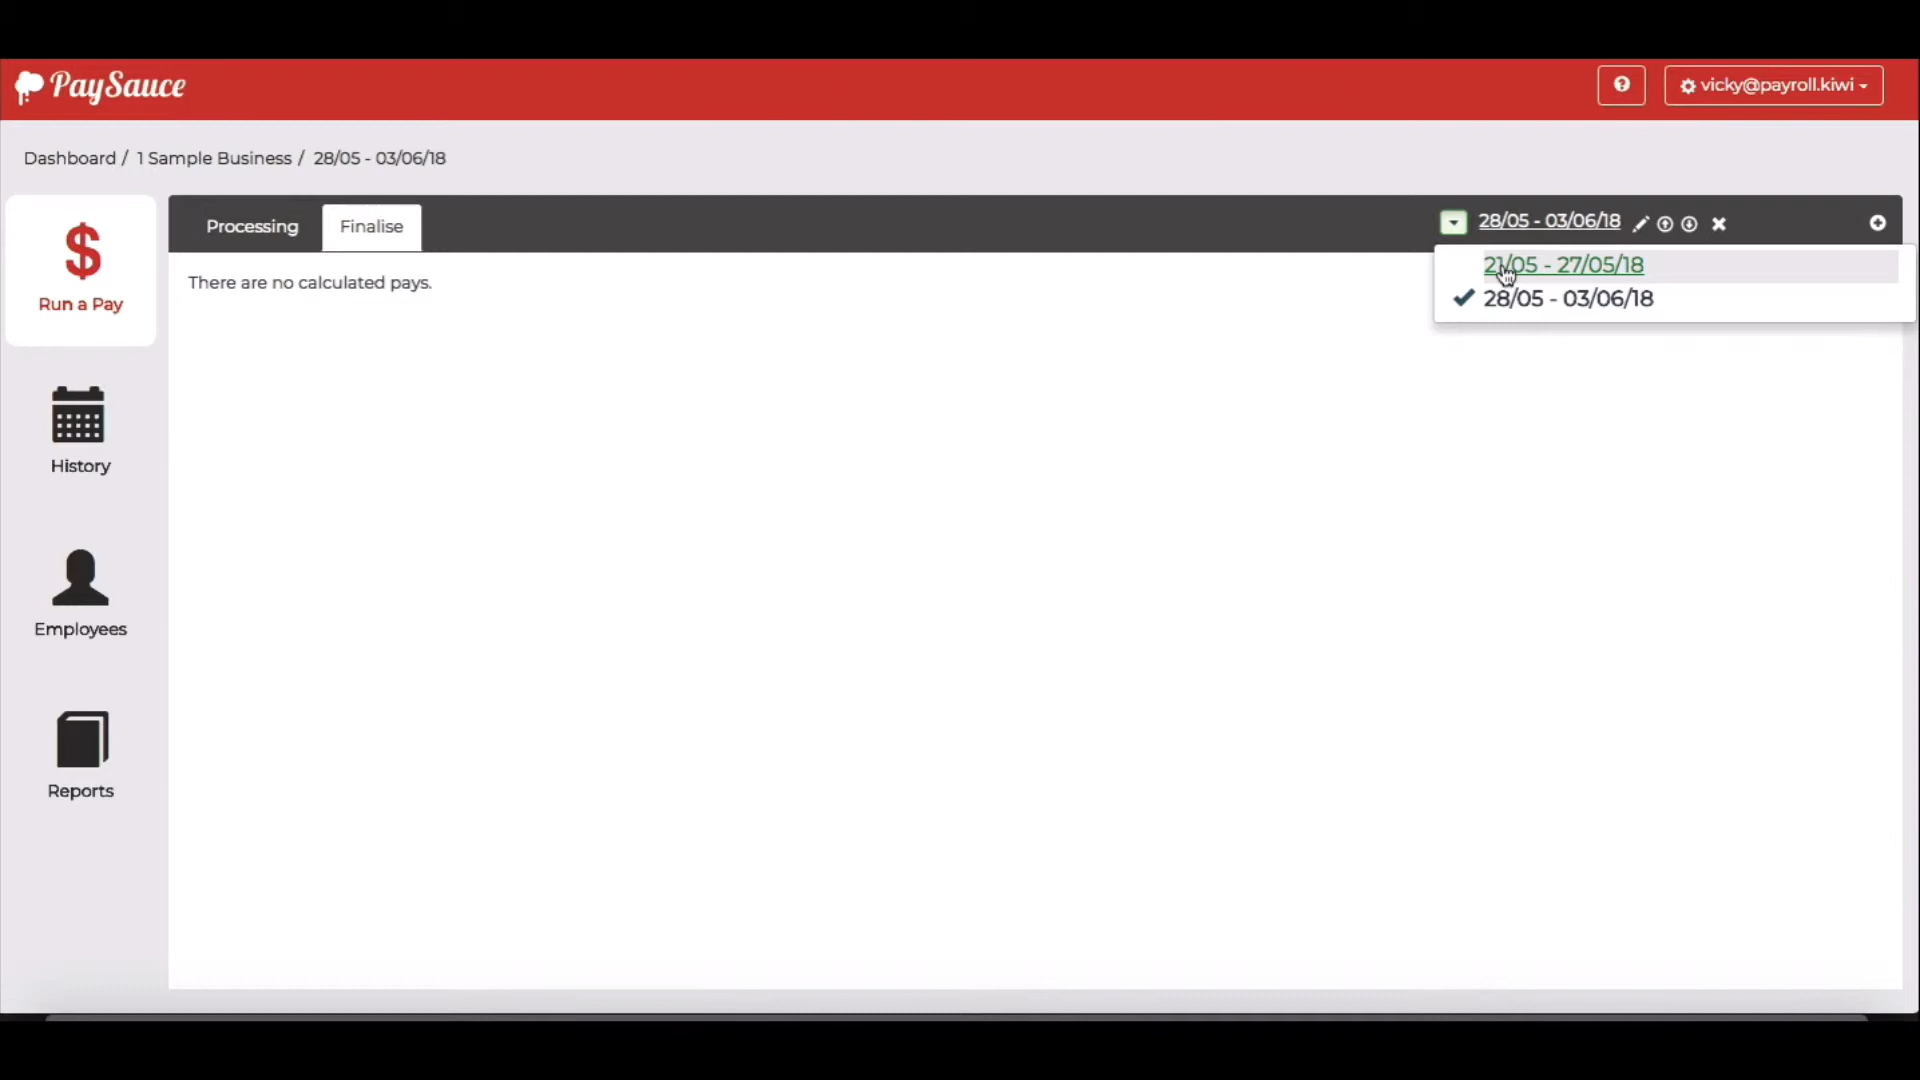 PaySauce
vicky@payroll.kiwi
Dashboard / 1 Sample Business / 28/05 - 03/06/18
Processing
Finalise
28/05 - 03/06/18
21/05 - 27/05/18
28/05 - 03/06/18
There are no calculated pays.
Run a Pay
History
Employees
Reports